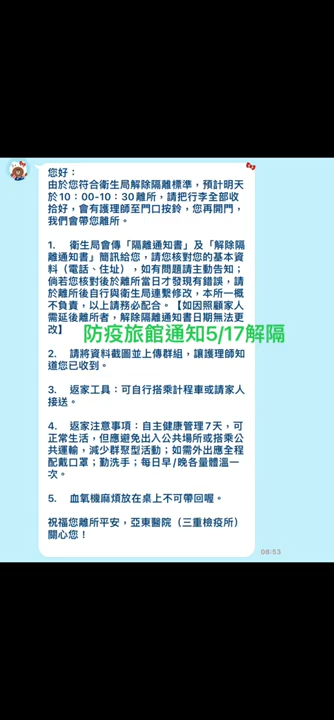 您好：
由於您符合衛生局解除隔離標準，預計明天
於10：00-10：30離所，請把行李全部收
拾好，會有護理師至門口按鈴，您再開門，
我們會帶您離所。
1. 衛生局會傳「隔離通知書」及「解除隔
離通知書」簡訊給您，請您核對您的基本資
料（電話、住址），如有問題請主動告知；
倘若您核對後於離所當日才發現有錯誤，請
於離所後自行與衛生局連繫修改，本所一概
不負責，以上請務必配合。【如因照顧家人
需延後離所者，解除隔離通知書日期無法更
改】
防疫旅館通知5/17解隔
2. 請將資料截圖並上傳群組，讓護理師知
道您已收到。
3. 返家工具：可自行搭乘計程車或請家人
接送。
4. 返家注意事項：自主健康管理7天，可
正常生活，但應避免出入公共場所或搭乘公
共運輸，減少群聚型活動；如需外出應全程
配戴口罩；勤洗手；每日早/晚各量體溫一
次。
5. 血氧機麻煩放在桌上不可帶回喔。
祝福您離所平安，亞東醫院（三重檢疫所）
關心您！
08:53